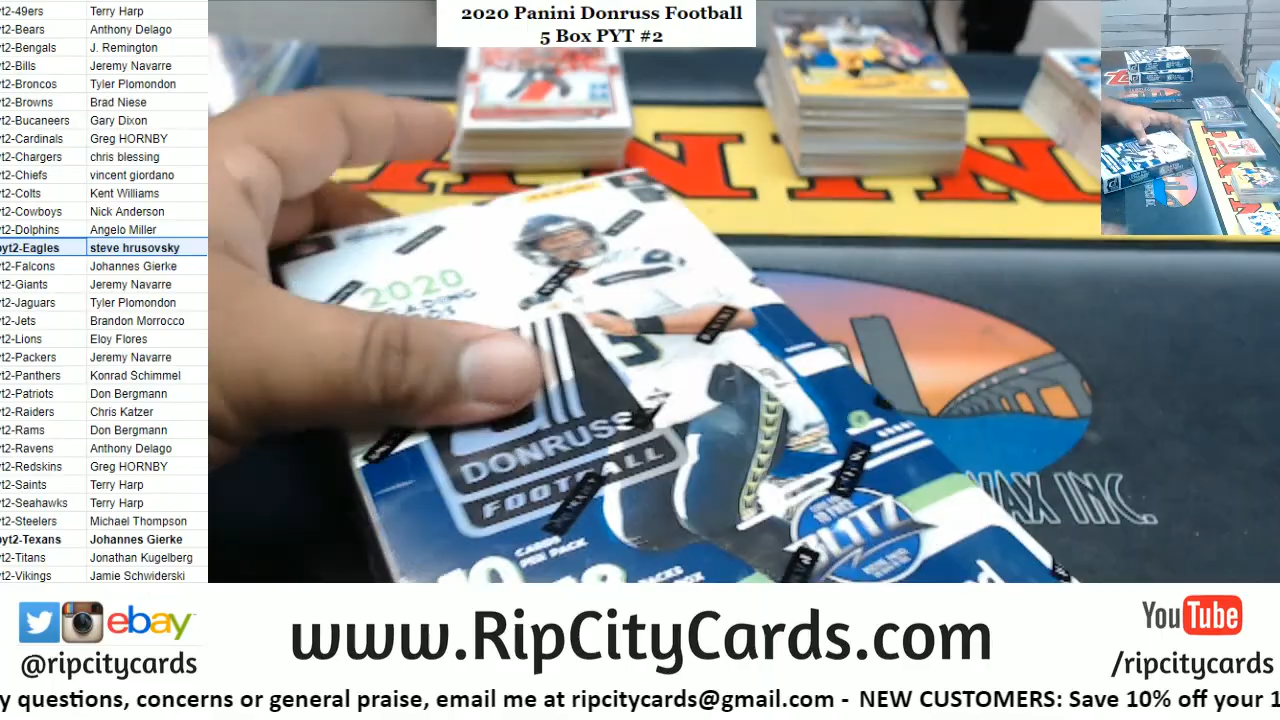 2020 Panini Donruss Football
5 Box PYT #2
yt2-49ers Terry Harp
yt2-Bears Anthony Delago
yt2-Bengals J. Remington
yt2-Bills Jeremy Navarre
yt2-Broncos Tyler Plomondon
yt2-Browns Brad Niese
yt2-Bucaneers Gary Dixon
yt2-Cardinals Greg HORNBY
yt2-Chargers chris blessing
yt2-Chiefs vincent giordano
yt2-Colts Kent Williams
yt2-Cowboys Nick Anderson
yt2-Dolphins Angelo Miller
pyt2-Eagles steve hrusovsky
yt2-Falcons Johannes Gierke
yt2-Giants Jeremy Navarre
yt2-Jaguars Tyler Plomondon
yt2-Jets Brandon Morrocco
yt2-Lions Eloy Flores
yt2-Packers Jeremy Navarre
yt2-Panthers Konrad Schimmel
yt2-Patriots Don Bergmann
yt2-Raiders Chris Katzer
yt2-Rams Don Bergmann
yt2-Ravens Anthony Delago
yt2-Redskins Greg HORNBY
yt2-Saints Terry Harp
yt2-Seahawks Terry Harp
yt2-Steelers Michael Thompson
pyt2-Texans Johannes Gierke
yt2-Titans Jonathan Kugelberg
yt2-Vikings Jamie Schwiderski
2020
DONRUSS
FOOTBALL
CARDS
PER PACK
BLITZ
NINI
WAX INC.
ebay
@ripcitycards
www.RipCityCards.com
YouTube
/ripcitycards
y questions, concerns or general praise, email me at ripcitycards@gmail.com - NEW CUSTOMERS: Save 10% off your 1